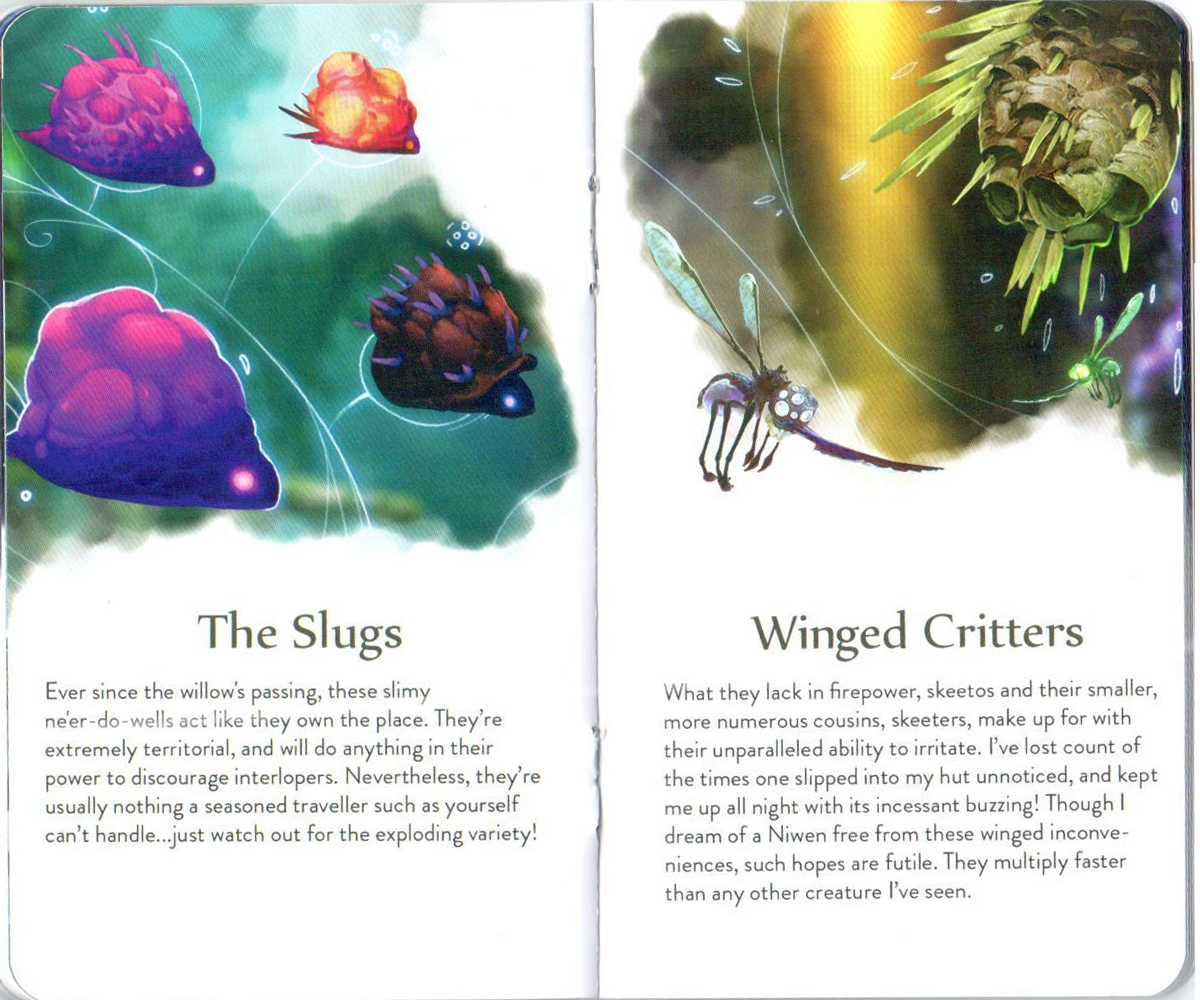 The Slugs
Ever since the willow's passing, these slimy
ne'er-do-wells act like they own the place. They're
extremely territorial, and will do anything in their
power to discourage interlopers. Nevertheless, they're
usually nothing a seasoned traveller such as yourself
can't handle...just watch out for the exploding variety!
Winged Critters
What they lack in firepower, skeetos and their smaller,
more numerous cousins, skeeters, make up for with
their unparalleled ability to irritate. I've lost count of
the times one slipped into my hut unnoticed, and kept
me up all night with its incessant buzzing! Though I
dream of a Niwen free from these winged inconve-
niences, such hopes are futile. They multiply faster
than any other creature I've seen.